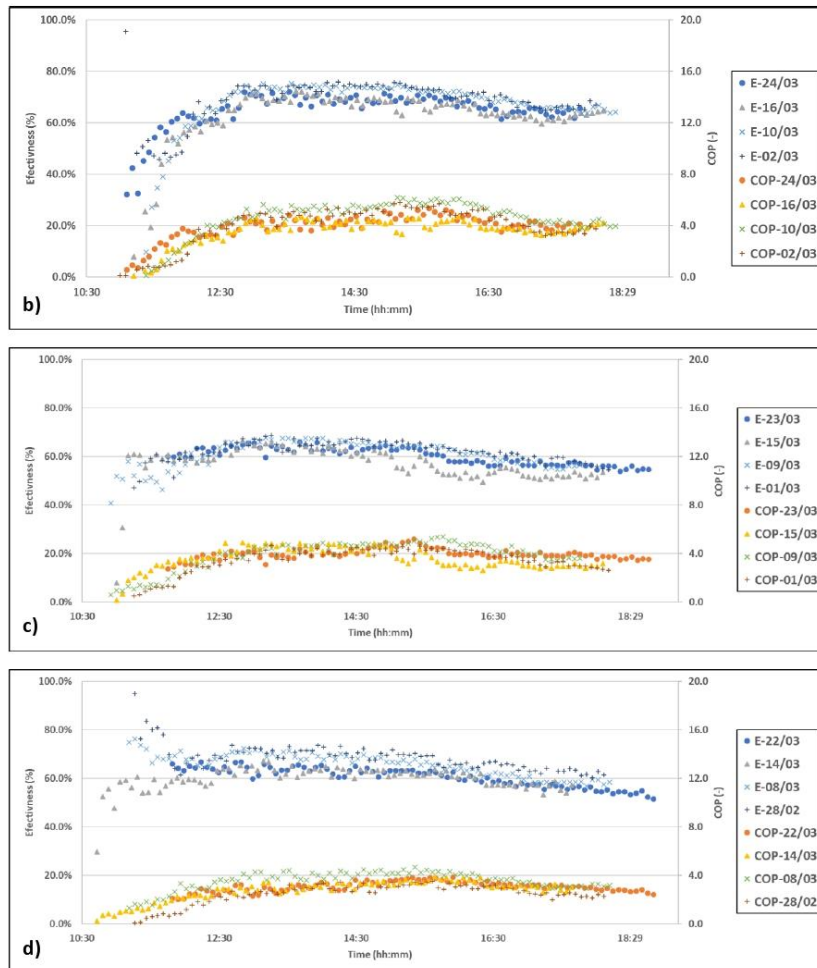 100.0%
80.0%
60.0%
40.0%
20.0%
0.0%
Efectivness (%)
20.0
16.0
12.0
8.0
4.0
0.0
COP (-)
10:30
12:30
14:30
16:30
18:29
Time (hh:mm)
b)
E-24/03
E-16/03
E-10/03
E-02/03
COP-24/03
COP-16/03
COP-10/03
COP-02/03
100.0%
80.0%
60.0%
40.0%
20.0%
0.0%
Efectivness (%)
20.0
16.0
12.0
8.0
4.0
0.0
COP (-)
10:30
12:30
14:30
16:30
18:29
Time (hh:mm)
c)
E-23/03
E-15/03
E-09/03
E-01/03
COP-23/03
COP-15/03
COP-09/03
COP-01/03
100.0%
80.0%
60.0%
40.0%
20.0%
0.0%
Efectivness (%)
20.0
16.0
12.0
8.0
4.0
0.0
COP (-)
10:30
12:30
14:30
16:30
18:29
Time (hh:mm)
d)
E-22/03
E-14/03
E-08/03
E-28/02
COP-22/03
COP-14/03
COP-08/03
COP-28/02